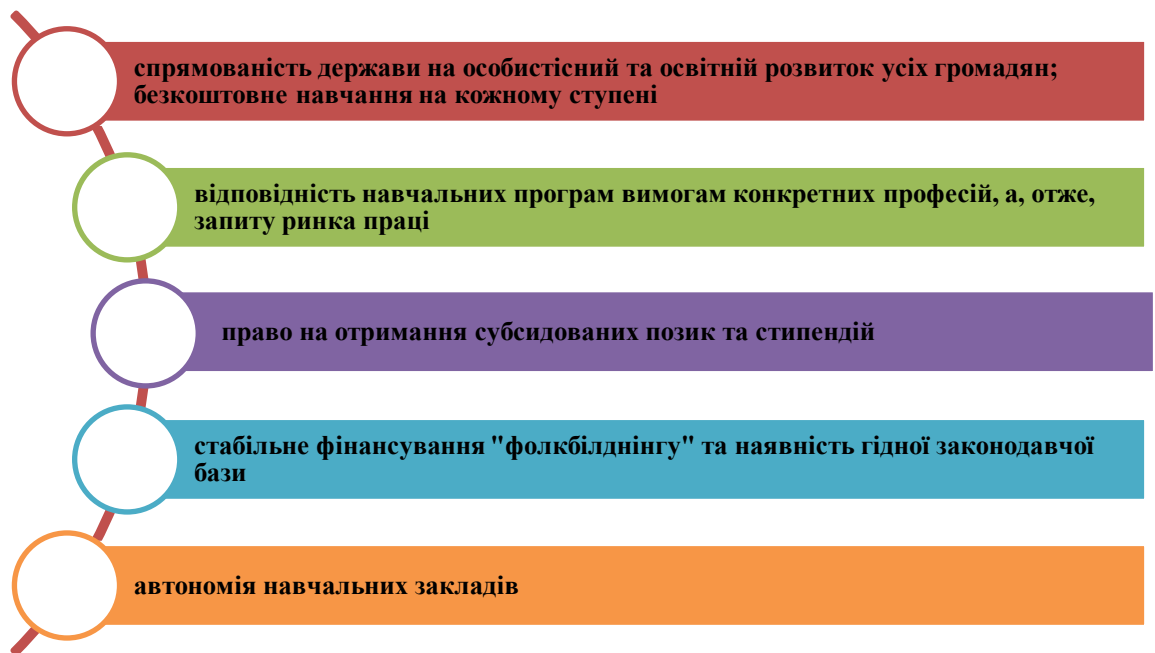 спрямованість держави на особистісний та освітній розвиток усіх громадян;
безкоштовне навчання на кожному ступені
відповідність навчальних програм вимогам конкретних професій, а, отже,
запиту ринка праці
право на отримання субсидованих позик та стипендій
стабільне фінансування "фолкбілднінгу" та наявність гідної законодавчої
бази
автономія навчальних закладів